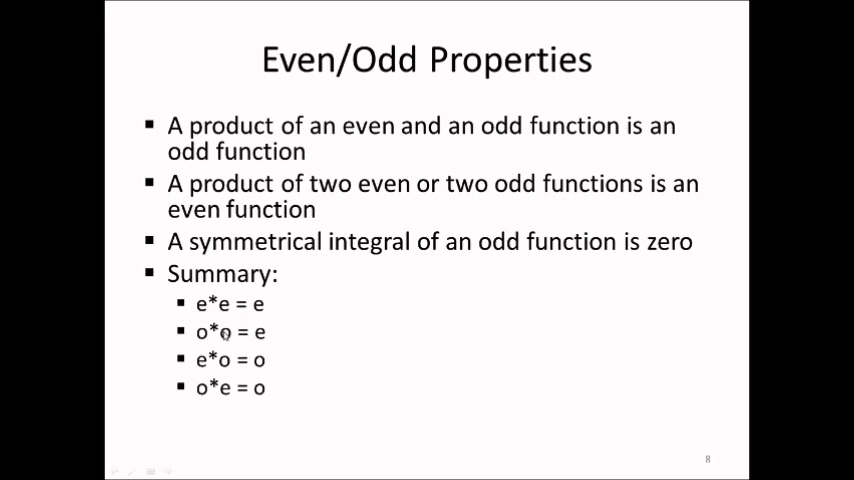 Even/Odd Properties
▪ A product of an even and an odd function is an
odd function
▪ A product of two even or two odd functions is an
even function
▪ A symmetrical integral of an odd function is zero
▪ Summary:
▪ e*e = e
▪ o*o = e
▪ e*o = o
▪ o*e = o
8